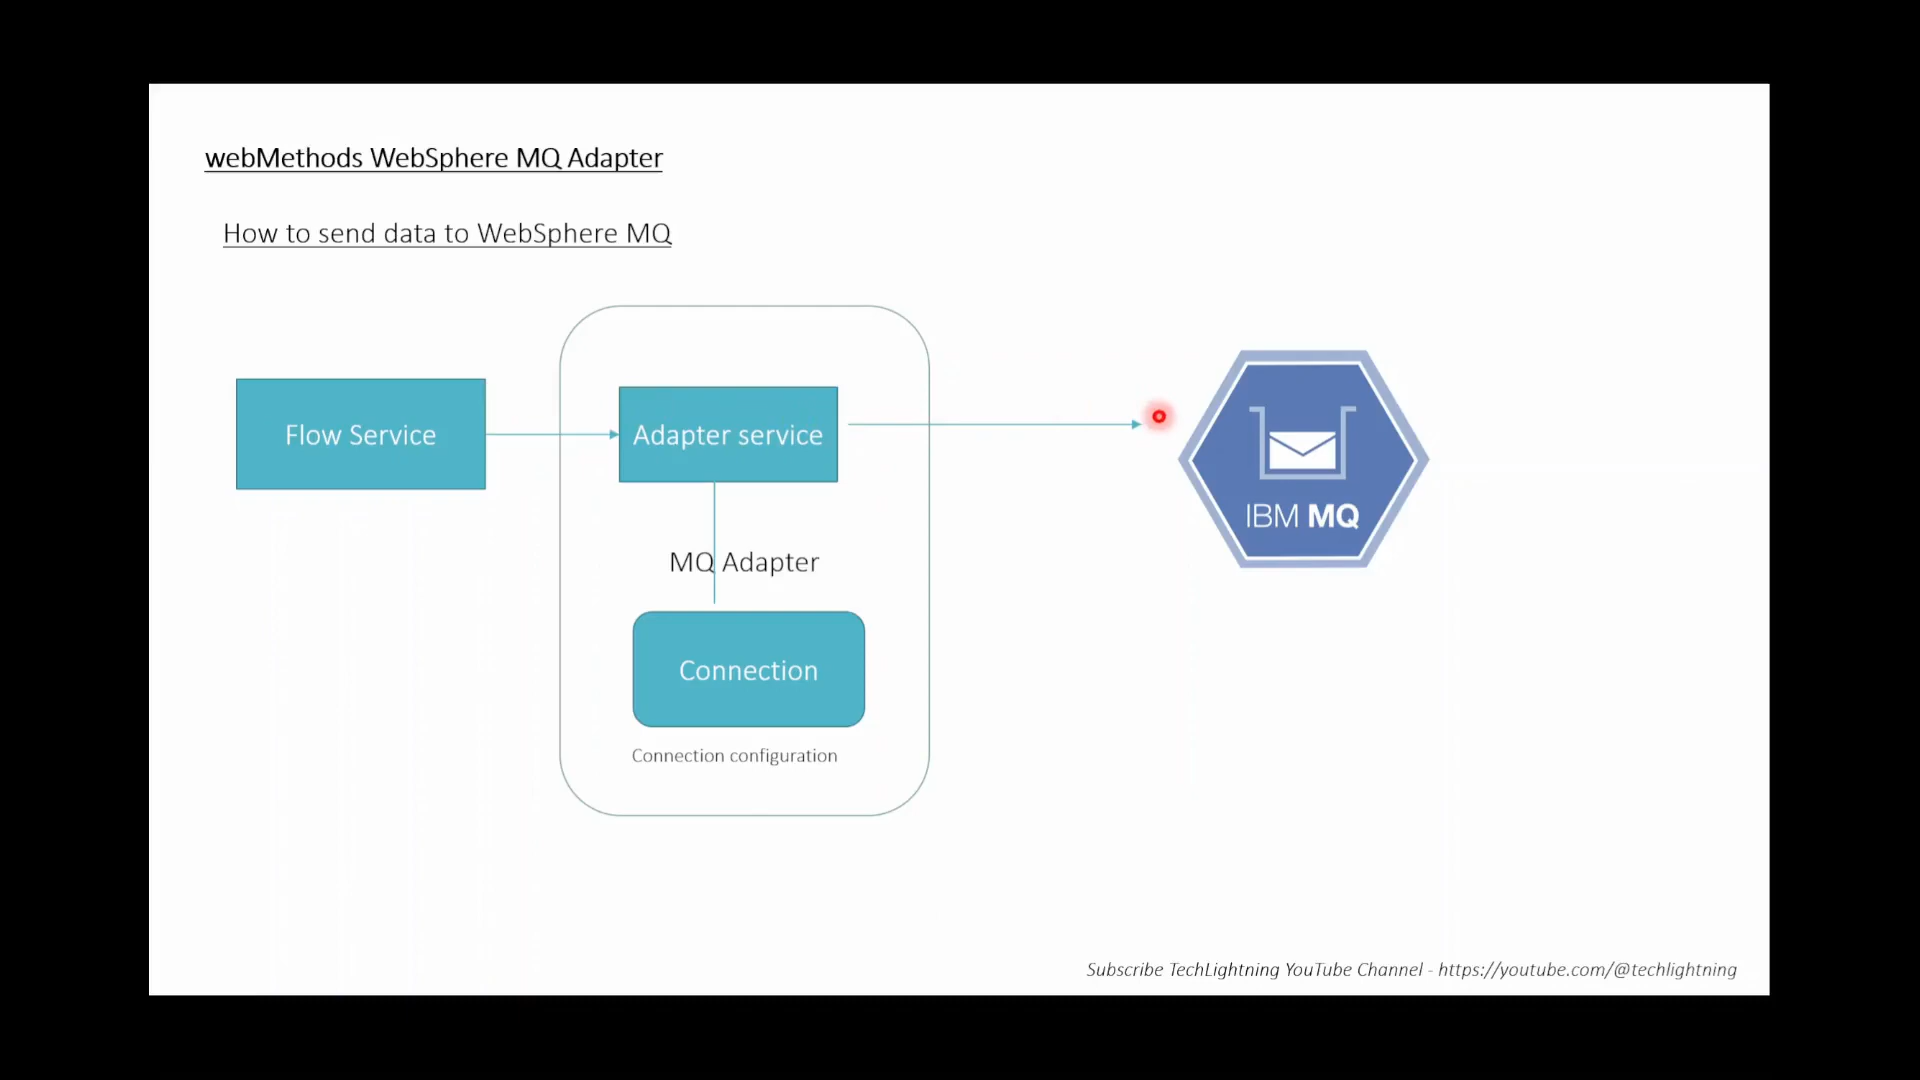 webMethods WebSphere MQ Adapter
How to send data to WebSphere MQ
Flow Service
Adapter service
MQ Adapter
IBM MQ
Connection
Connection configuration
Subscribe TechLightning YouTube Channel - https://youtube.com/@techlightning